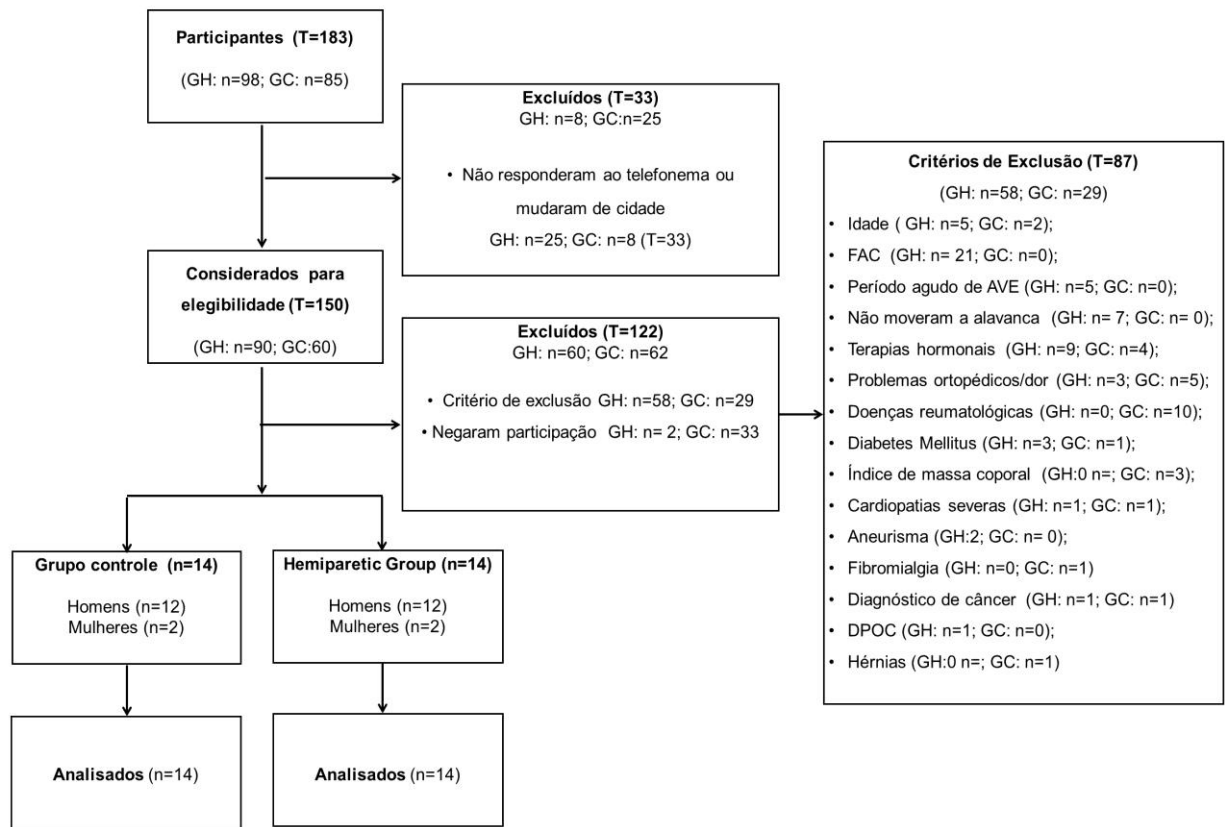 Participantes (T=183)
(GH: n=98; GC: n=85)
Excluídos (T=33)
GH: n=8; GC:n=25
• Não responderam ao telefonema ou
mudaram de cidade
GH: n=25; GC: n=8 (T=33)
Considerados para
elegibilidade (T=150)
(GH: n=90; GC:60)
Excluídos (T=122)
GH: n=60; GC: n=62
• Critério de exclusão GH: n=58; GC: n=29
• Negaram participação GH: n= 2; GC: n=33
Critérios de Exclusão (T=87)
(GH: n=58; GC: n=29)
• Idade ( GH: n=5; GC: n=2);
• FAC (GH: n= 21; GC: n=0);
• Período agudo de AVE (GH: n=5; GC: n=0);
• Não moveram a alavanca (GH: n= 7; GC: n= 0);
• Terapias hormonais (GH: n=9; GC: n=4);
• Problemas ortopédicos/dor (GH: n=3; GC: n=5);
• Doenças reumatológicas (GH: n=0; GC: n=10);
• Diabetes Mellitus (GH: n=3; GC: n=1);
• Índice de massa coporal (GH:0 n=; GC: n=3);
• Cardiopatias severas (GH: n=1; GC: n=1);
• Aneurisma (GH:2; GC: n= 0);
• Fibromialgia (GH: n=0; GC: n=1)
• Diagnóstico de câncer (GH: n=1; GC: n=1)
• DPOC (GH: n=1; GC: n=0);
• Hérnias (GH:0 n=; GC: n=1)
Grupo controle (n=14)
Homens (n=12)
Mulheres (n=2)
Hemiparetic Group (n=14)
Homens (n=12)
Mulheres (n=2)
Analisados (n=14)
Analisados (n=14)